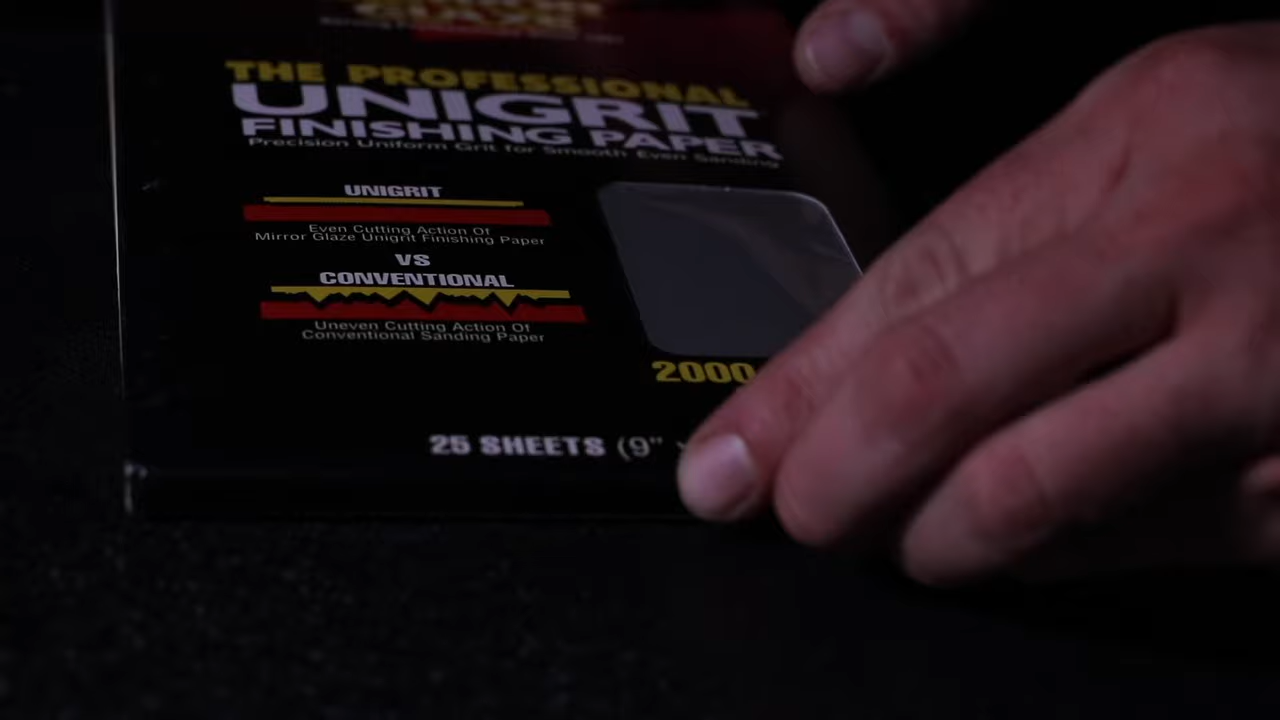 GLAZE
THE PROFESSIONAL
UNIGRIT
FINISHING PAPER
Precision Uniform Grit for Smooth Even Sanding
UNIGRIT
Even Cutting Action Of
Mirror Glaze Unigrit Finishing Paper
VS
CONVENTIONAL
Uneven Cutting Action Of
Conventional Sanding Paper
2000
25 SHEETS (9"